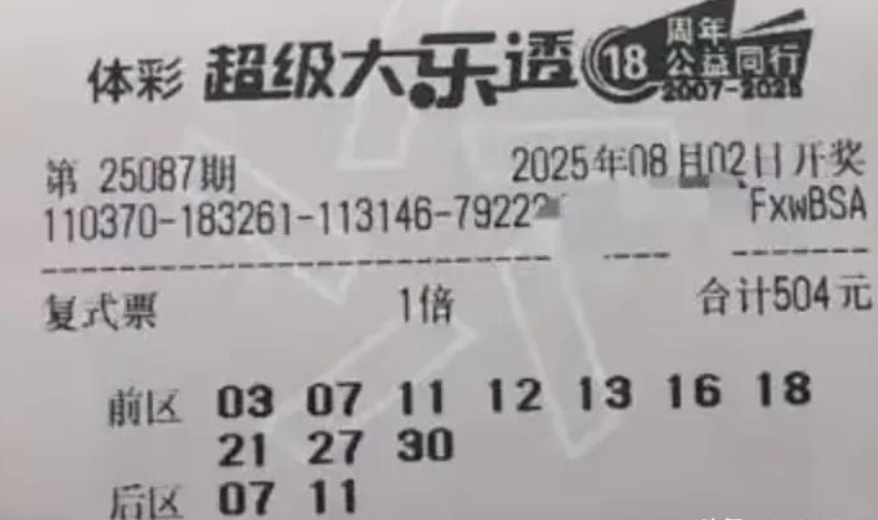 体彩 超级大乐透 18 周年
公益同行
2007-2025
第 25087期 2025年08月02日开奖
110370-183261-113146-7922 FxwBSA
复式票 1倍 合计504元
前区 03 07 11 12 13 16 18
21 27 30
后区 07 11